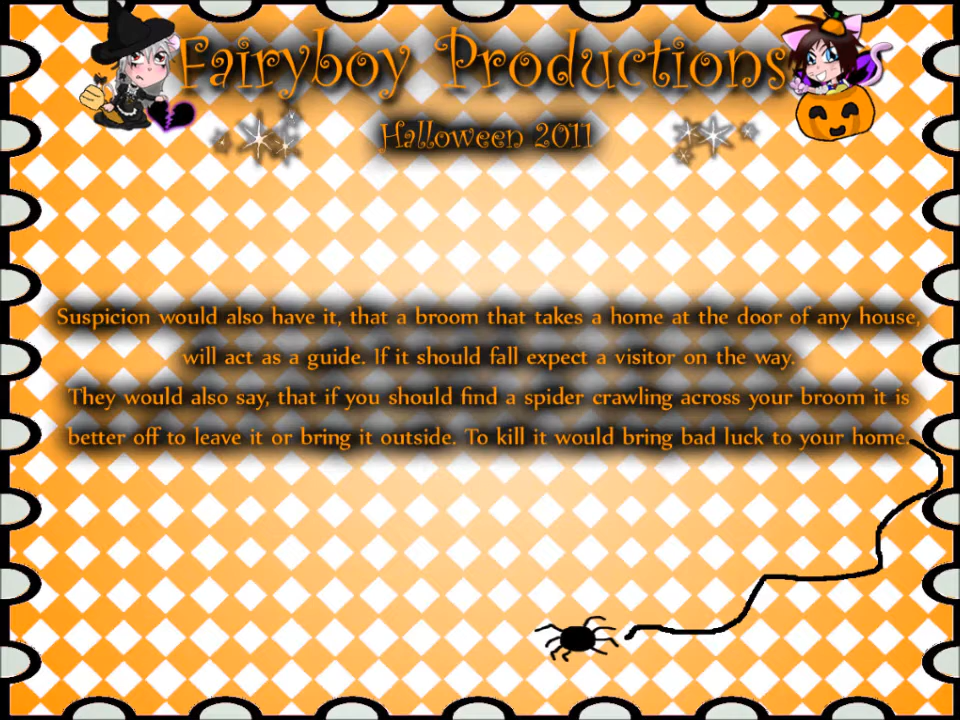 Fairyboy Productions
Halloween 2011
Suspicion would also have it, that a broom that takes a home at the door of any house,
will act as a guide. If it should fall expect a visitor on the way.
They would also say, that if you should find a spider crawling across your broom it is
better off to leave it or bring it outside. To kill it would bring bad luck to your home.